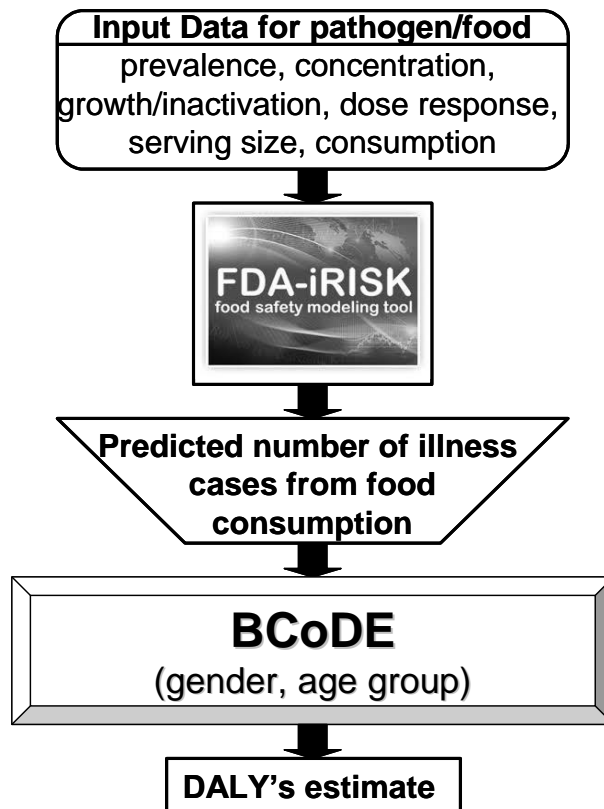 Input Data for pathogen/food
prevalence, concentration,
growth/inactivation, dose response,
serving size, consumption
FDA-iRISK
food safety modeling tool
Predicted number of illness
cases from food
consumption
BCoDE
(gender, age group)
DALY's estimate